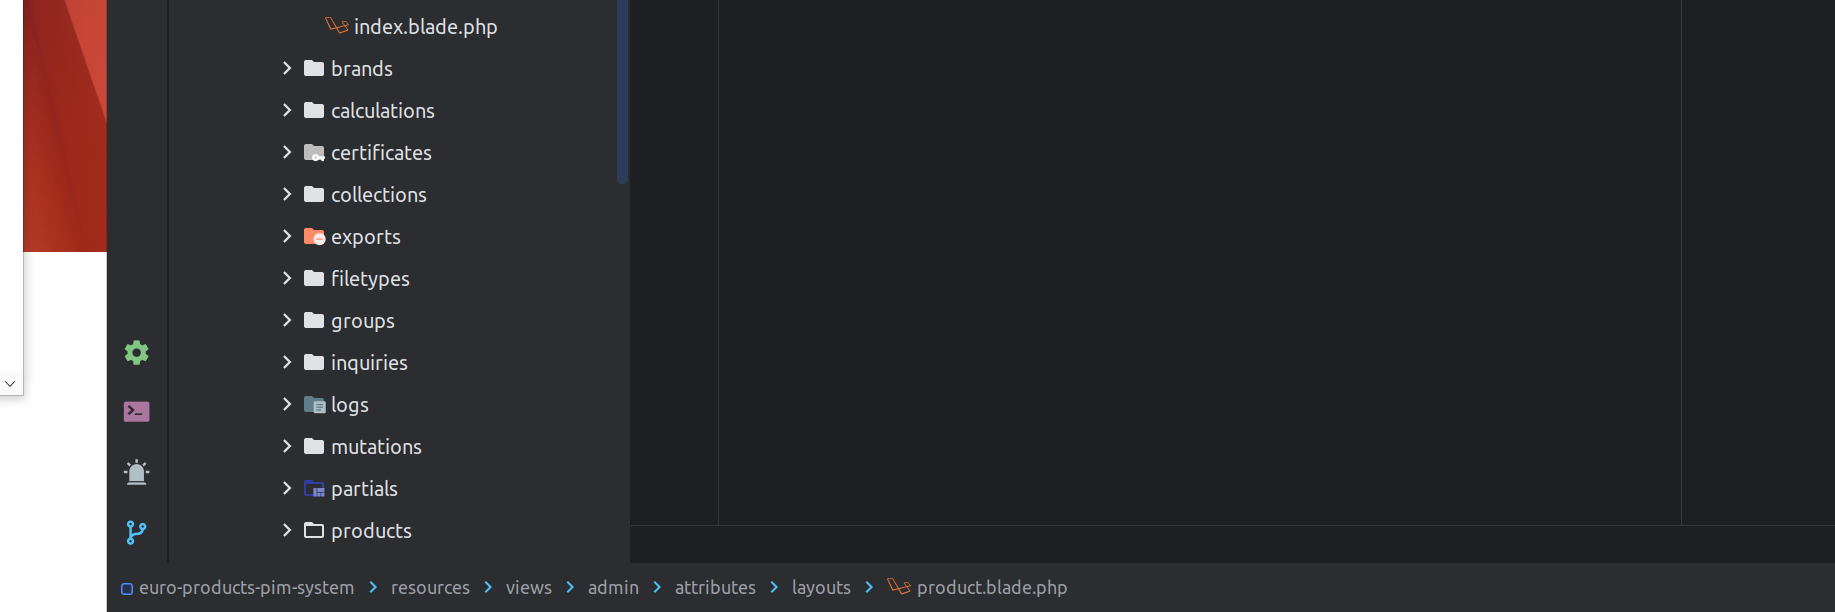 index.blade.php
brands
calculations
certificates
collections
exports
filetypes
groups
inquiries
logs
mutations
partials
products
euro-products-pim-system > resources > views > admin > attributes > layouts > product.blade.php